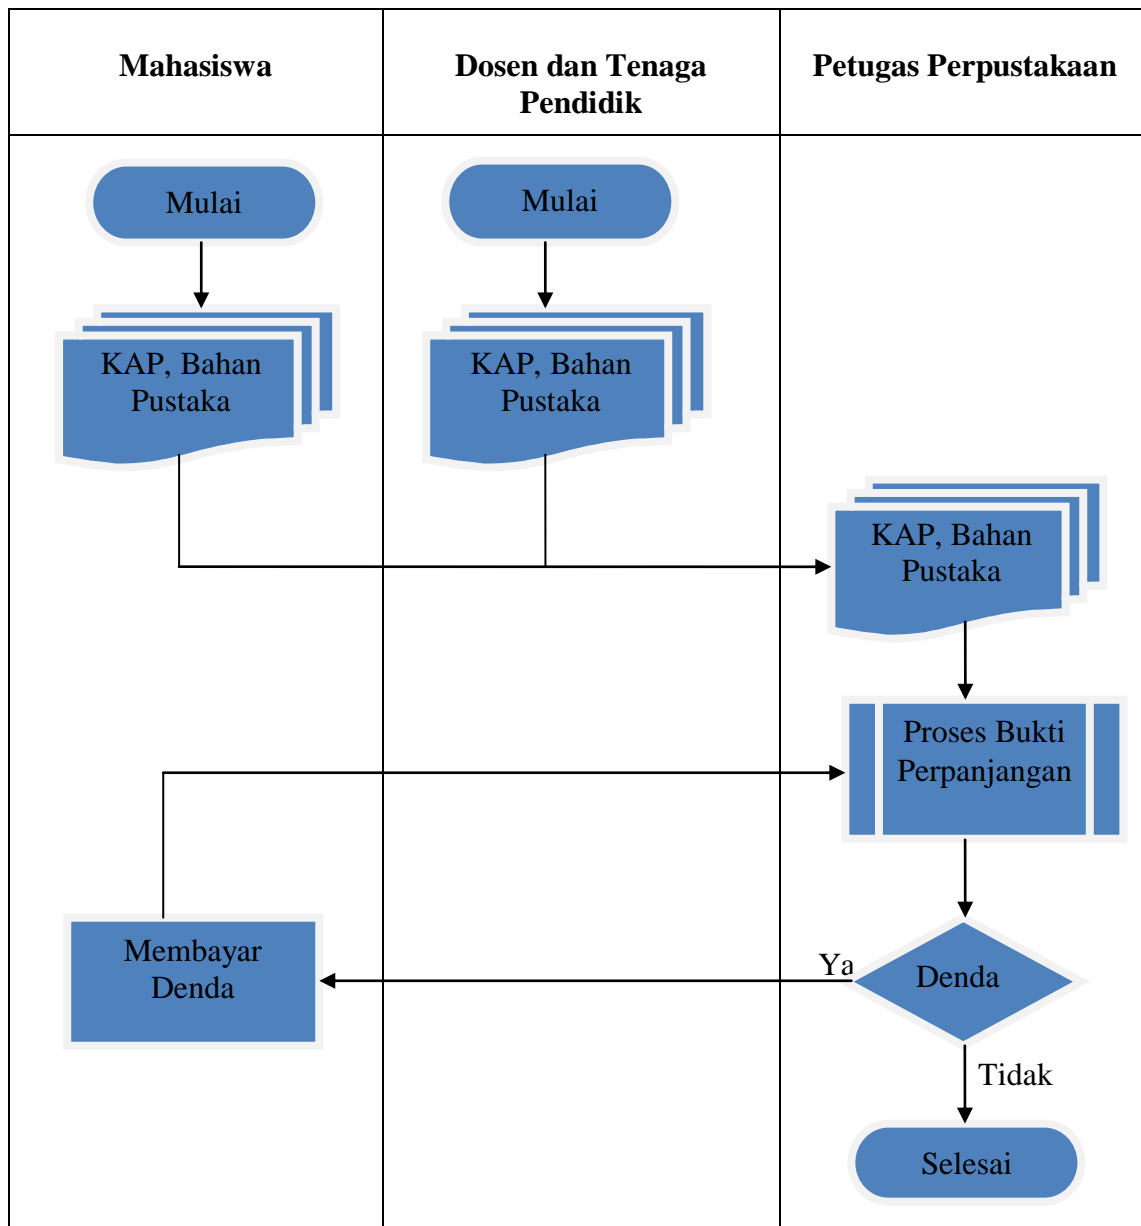 Mahasiswa
Dosen dan Tenaga
Pendidik
Petugas Perpustakaan
Mulai
Mulai
KAP, Bahan
Pustaka
KAP, Bahan
Pustaka
KAP, Bahan
Pustaka
Proses Bukti
Perpanjangan
Membayar
Denda
Ya
Denda
Tidak
Selesai